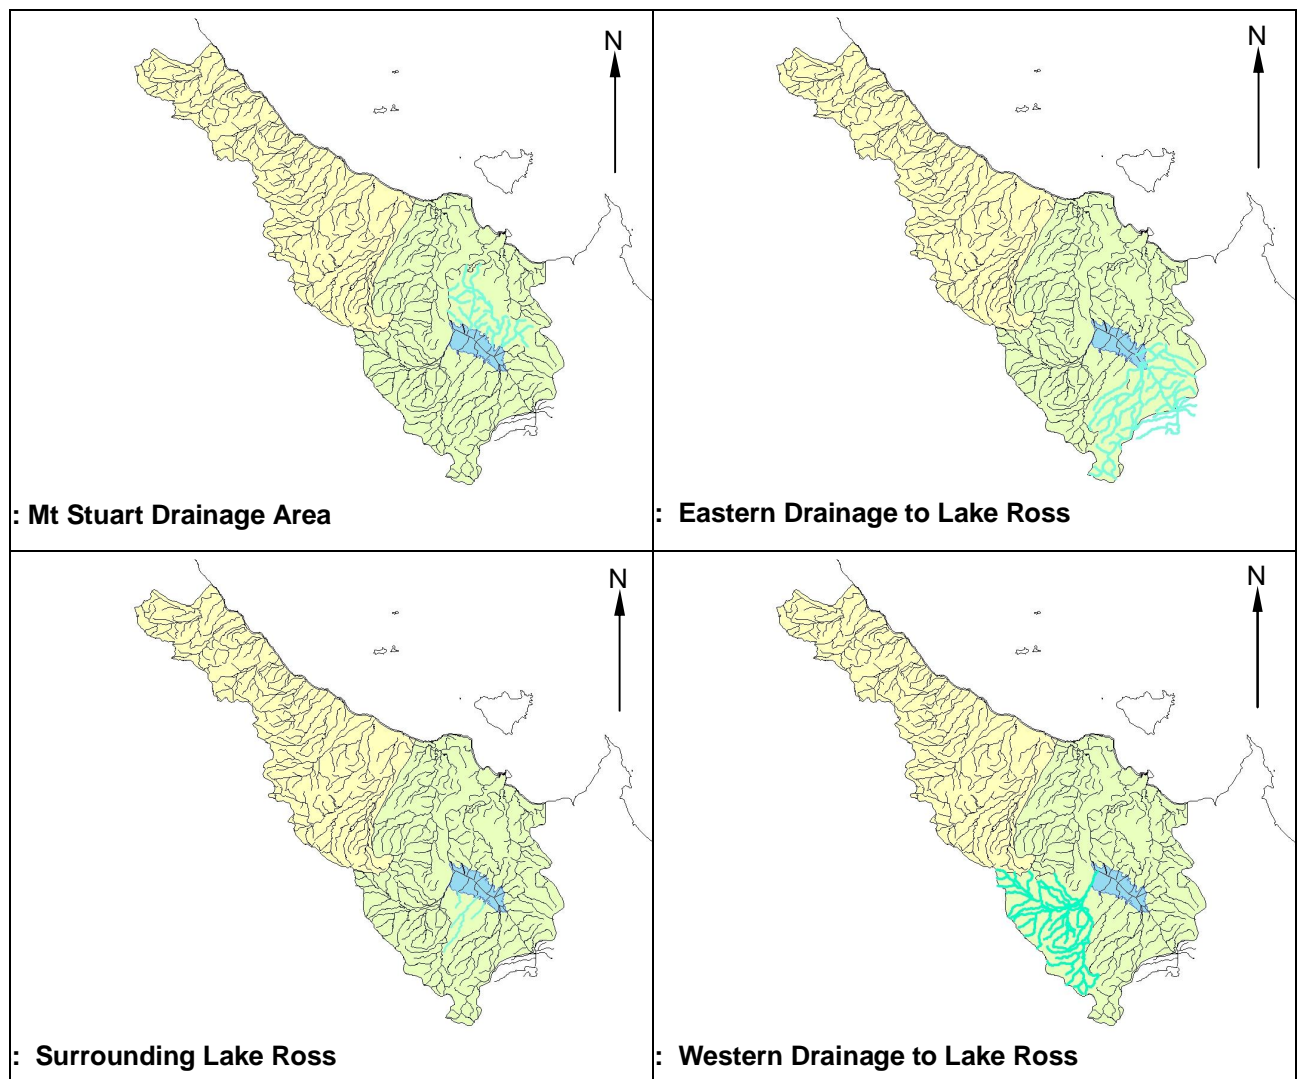 N
: Mt Stuart Drainage Area
N
: Eastern Drainage to Lake Ross
N
: Surrounding Lake Ross
N
: Western Drainage to Lake Ross